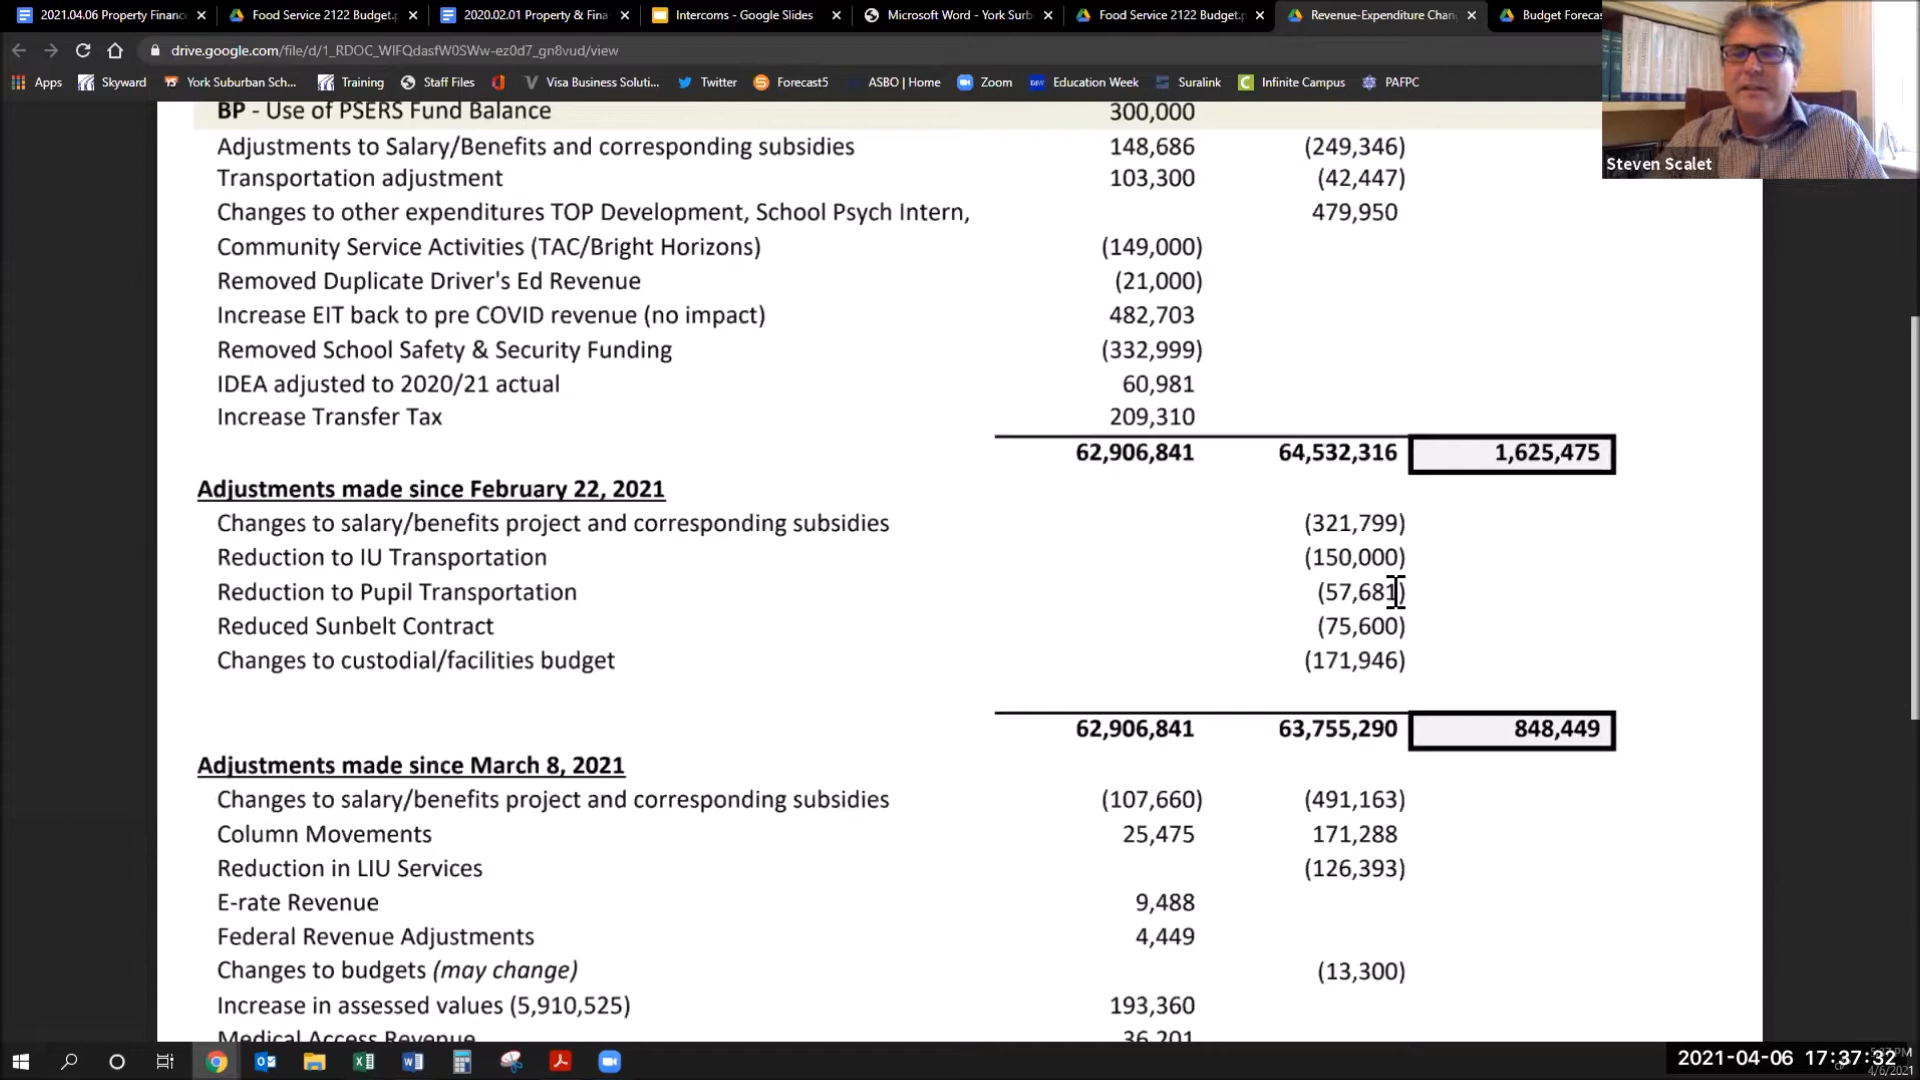 2021.04.06 Property Financ
Food Service 2122 Budget.p
2020.02.01 Property & Fina
Intercoms - Google Slides
Microsoft Word - York Surb
Food Service 2122 Budget.p
Revenue-Expenditure Chan
Budget Forecas
drive.google.com/file/d/1_RDOC_WIFQdasfW0SWw-ez0d7_gn8vud/view
Apps Skyward York Suburban Sch... Training Staff Files Visa Business Soluti... Twitter Forecast5 ASBO | Home Zoom Education Week Suralink Infinite Campus PAFPC
Steven Scalet
BP - Use of PSERS Fund Balance 300,000
Adjustments to Salary/Benefits and corresponding subsidies 148,686 (249,346)
Transportation adjustment 103,300 (42,447)
Changes to other expenditures TOP Development, School Psych Intern, 479,950
Community Service Activities (TAC/Bright Horizons) (149,000)
Removed Duplicate Driver's Ed Revenue (21,000)
Increase EIT back to pre COVID revenue (no impact) 482,703
Removed School Safety & Security Funding (332,999)
IDEA adjusted to 2020/21 actual 60,981
Increase Transfer Tax 209,310
62,906,841 64,532,316 1,625,475
Adjustments made since February 22, 2021
Changes to salary/benefits project and corresponding subsidies (321,799)
Reduction to IU Transportation (150,000)
Reduction to Pupil Transportation (57,681)
Reduced Sunbelt Contract (75,600)
Changes to custodial/facilities budget (171,946)
62,906,841 63,755,290 848,449
Adjustments made since March 8, 2021
Changes to salary/benefits project and corresponding subsidies (107,660) (491,163)
Column Movements 25,475 171,288
Reduction in LIU Services (126,393)
E-rate Revenue 9,488
Federal Revenue Adjustments 4,449
Changes to budgets (may change) (13,300)
Increase in assessed values (5,910,525) 193,360
Medical Access Revenue 36,201
2021-04-06 17:37:32
4/6/2021